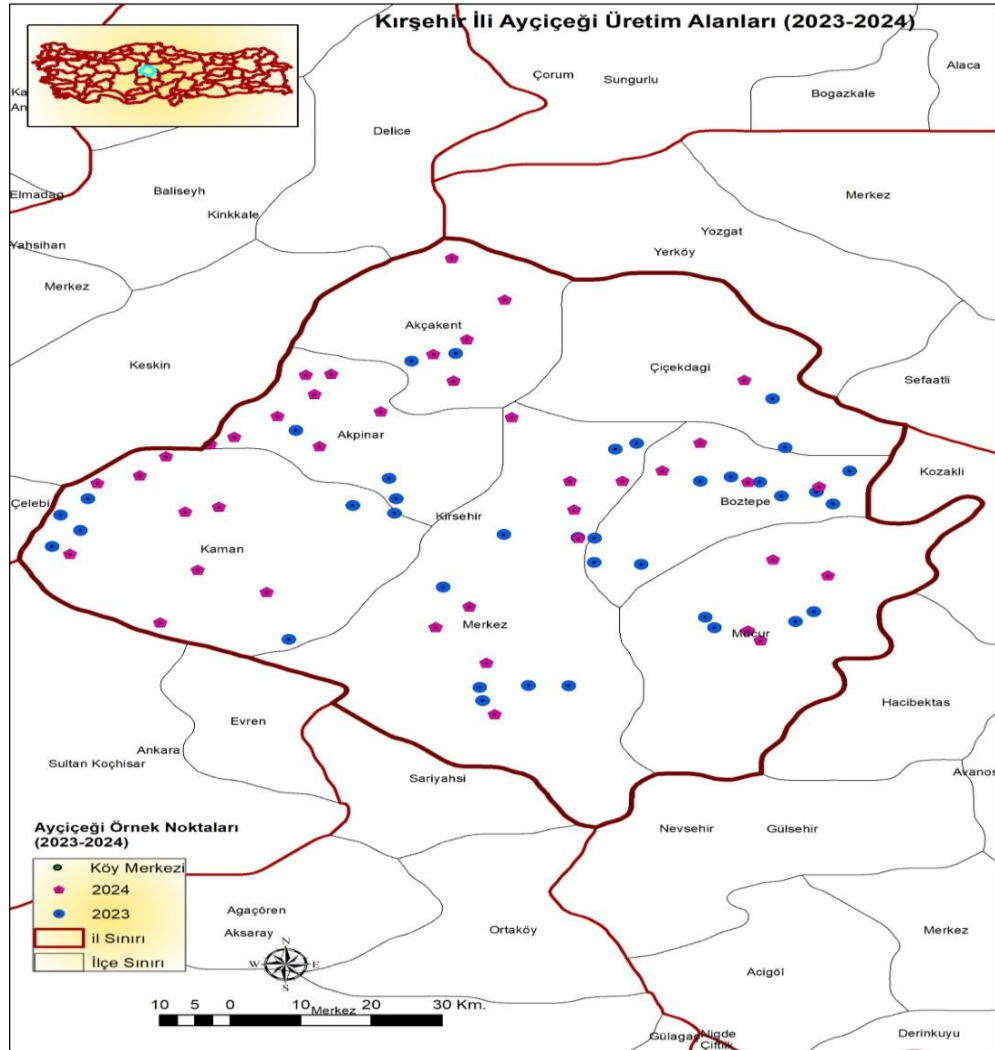 Kırşehir İli Ayçiçeği Üretim Alanları (2023-2024)
Çorum
Sungurlu
Alaca
Bogazkale
Delice
Elmadag
Baliseyh
Kinkkale
Merkez
Yahsihan
Yozgat
Yerköy
Merkez
Keskin
Akçakent
Çiçekdagi
Sefaatli
Akpinar
Kozakli
Çelebi
Boztepe
Kirsehir
Kaman
Merkez
Mucur
Hacibektas
Evren
Ankara
Sultan Koçhisar
Sariyahsi
Avanos
Nevsehir
Gülsehir
Ayçiçeği Örnek Noktaları
(2023-2024)
Köy Merkezi
2024
2023
il Sınırı
İlçe Sınırı
Agaçören
Aksaray
Ortaköy
Merkez
Acigöl
N
W E
S
10 5 0 10 20 30 Km.
Merkez
Nigde
Çiftlik
Derinkuyu